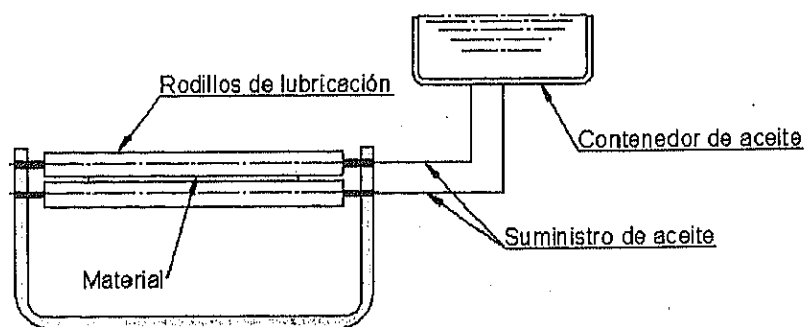 Rodillos de lubricación
Contenedor de aceite
Suministro de aceite
Material